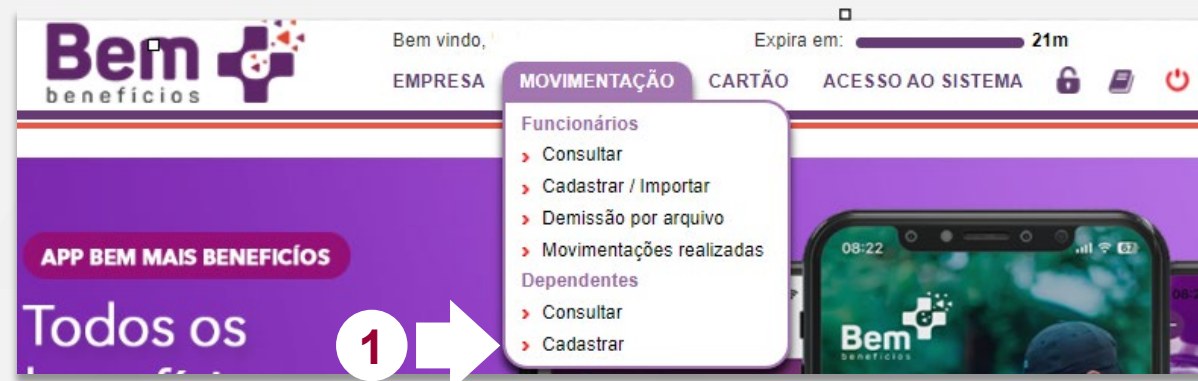 Bem
benefícios
Bem vindo,
Expira em: 21m
EMPRESA MOVIMENTAÇÃO CARTÃO ACESSO AO SISTEMA
Funcionários
› Consultar
› Cadastrar / Importar
› Demissão por arquivo
› Movimentações realizadas
Dependentes
› Consultar
› Cadastrar
1
APP BEM MAIS BENEFICÍOS
Todos os
08:22
62
Bem
benefícios